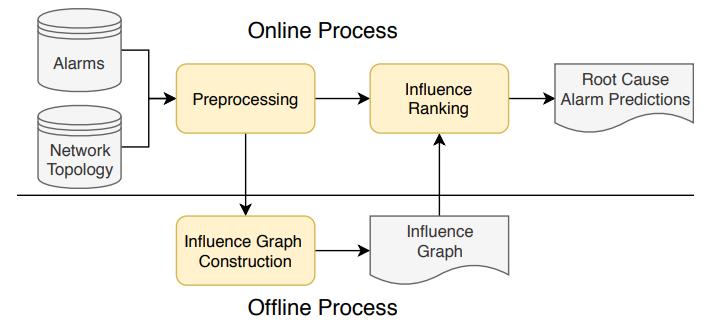 Online Process
Alarms
Network
Topology
Preprocessing
Influence
Ranking
Root Cause
Alarm Predictions
Influence Graph
Construction
Influence
Graph
Offline Process